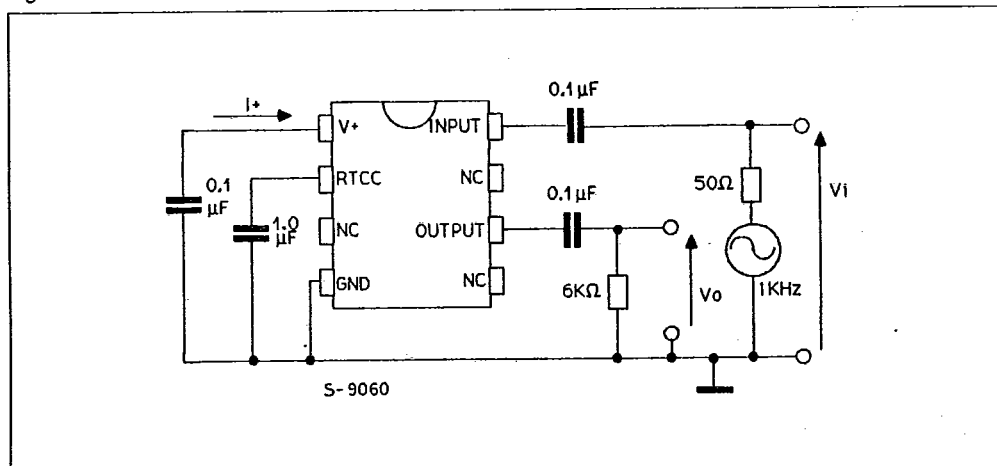 0.1µF
I+
V+
INPUT
RTCC
NC
0.1
µF
50Ω
Vi
0.1µF
1.0
µF
NC
OUTPUT
GND
NC
6KΩ
Vo
1KHz
S-9060